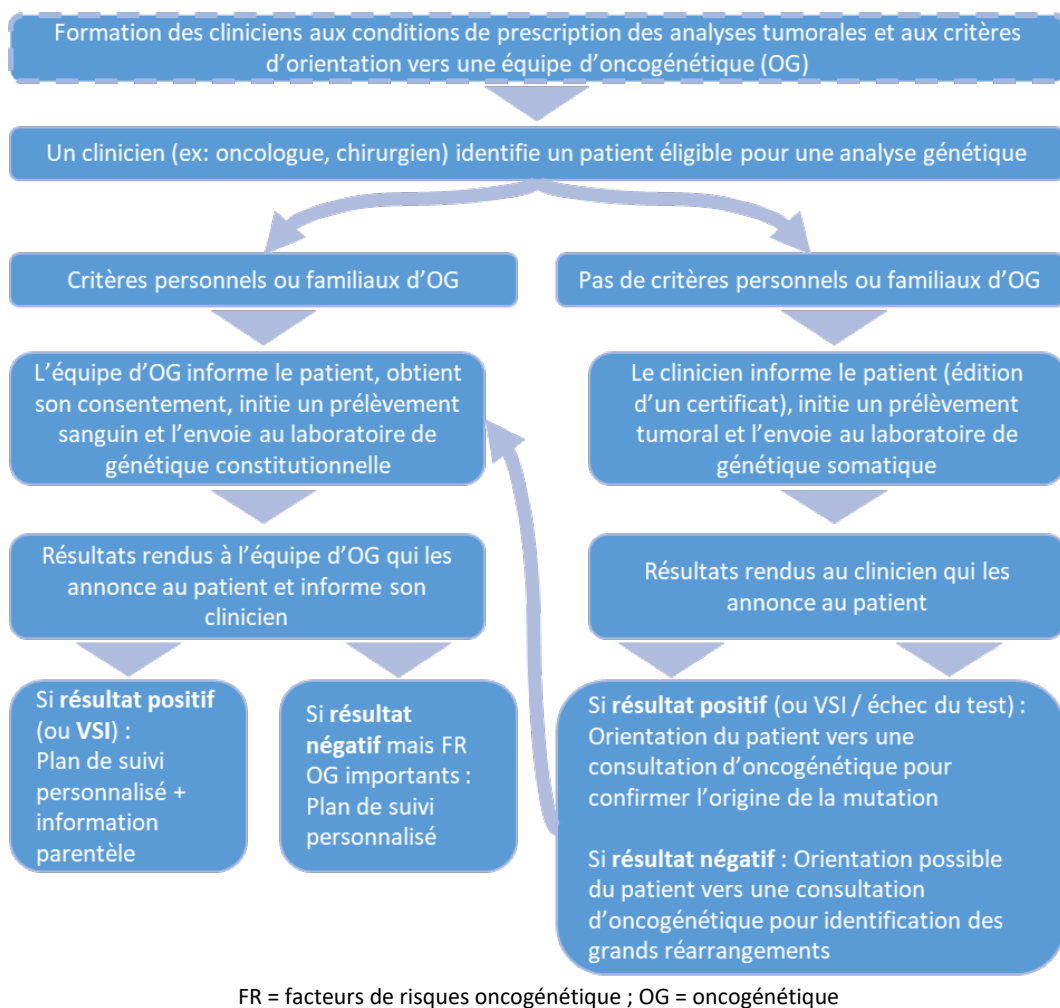 Formation des cliniciens aux conditions de prescription des analyses tumorales et aux critères
d'orientation vers une équipe d'oncogénétique (OG)
Un clinicien (ex: oncologue, chirurgien) identifie un patient éligible pour une analyse génétique
Critères personnels ou familiaux d'OG
Pas de critères personnels ou familiaux d'OG
L'équipe d'OG informe le patient, obtient
son consentement, initie un prélèvement
sanguin et l'envoie au laboratoire de
génétique constitutionnelle
Le clinicien informe le patient (édition
d'un certificat), initie un prélèvement
tumoral et l'envoie au laboratoire de
génétique somatique
Résultats rendus à l'équipe d'OG qui les
annonce au patient et informe son
clinicien
Résultats rendus au clinicien qui les
annonce au patient
Si résultat positif
(ou VSI) :
Plan de suivi
personnalisé +
information
parentèle
Si résultat
négatif mais FR
OG importants :
Plan de suivi
personnalisé
Si résultat positif (ou VSI / échec du test) :
Orientation du patient vers une
consultation d'oncogénétique pour
confirmer l'origine de la mutation
Si résultat négatif : Orientation possible
du patient vers une consultation
d'oncogénétique pour identification des
grands réarrangements
FR = facteurs de risques oncogénétique ; OG = oncogénétique